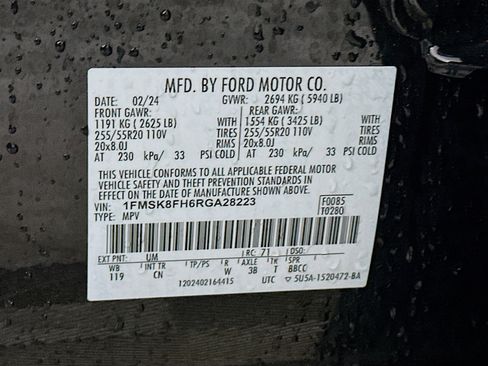 MFD. BY FORD MOTOR CO.
DATE: 02/24 GVWR: 2694 KG ( 5940 LB)
FRONT GAWR: REAR GAWR:
1191 KG ( 2625 LB) WITH 1554 KG ( 3425 LB) WITH
255/55R20 110V TIRES 255/55R20 110V TIRES
20x8.0J RIMS 20x8.0J RIMS
AT 230 kPa/ 33 PSI COLD AT 230 kPa/ 33 PSI COLD
THIS VEHICLE CONFORMS TO ALL APPLICABLE FEDERAL MOTOR
VEHICLE SAFETY AND THEFT PREVENTION STANDARDS IN
EFFECT ON THE DATE OF MANUFACTURE SHOWN ABOVE.
VIN: 1FMSK8FH6RGA28223 F0085
TYPE: MPV T0280
EXT PNT: UM RC: 71 DSO:
WB INT TR TP/PS R AXLE TR S
119 CN W 3B 8 BBCC
1202402164415 UTC ▽ 5U5A-1520472-BA